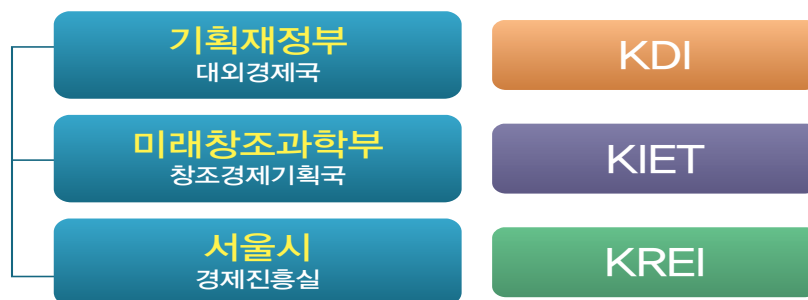 기획재정부
대외경제국
KDI
미래창조과학부
창조경제기획국
KIET
서울시
경제진흥실
KREI